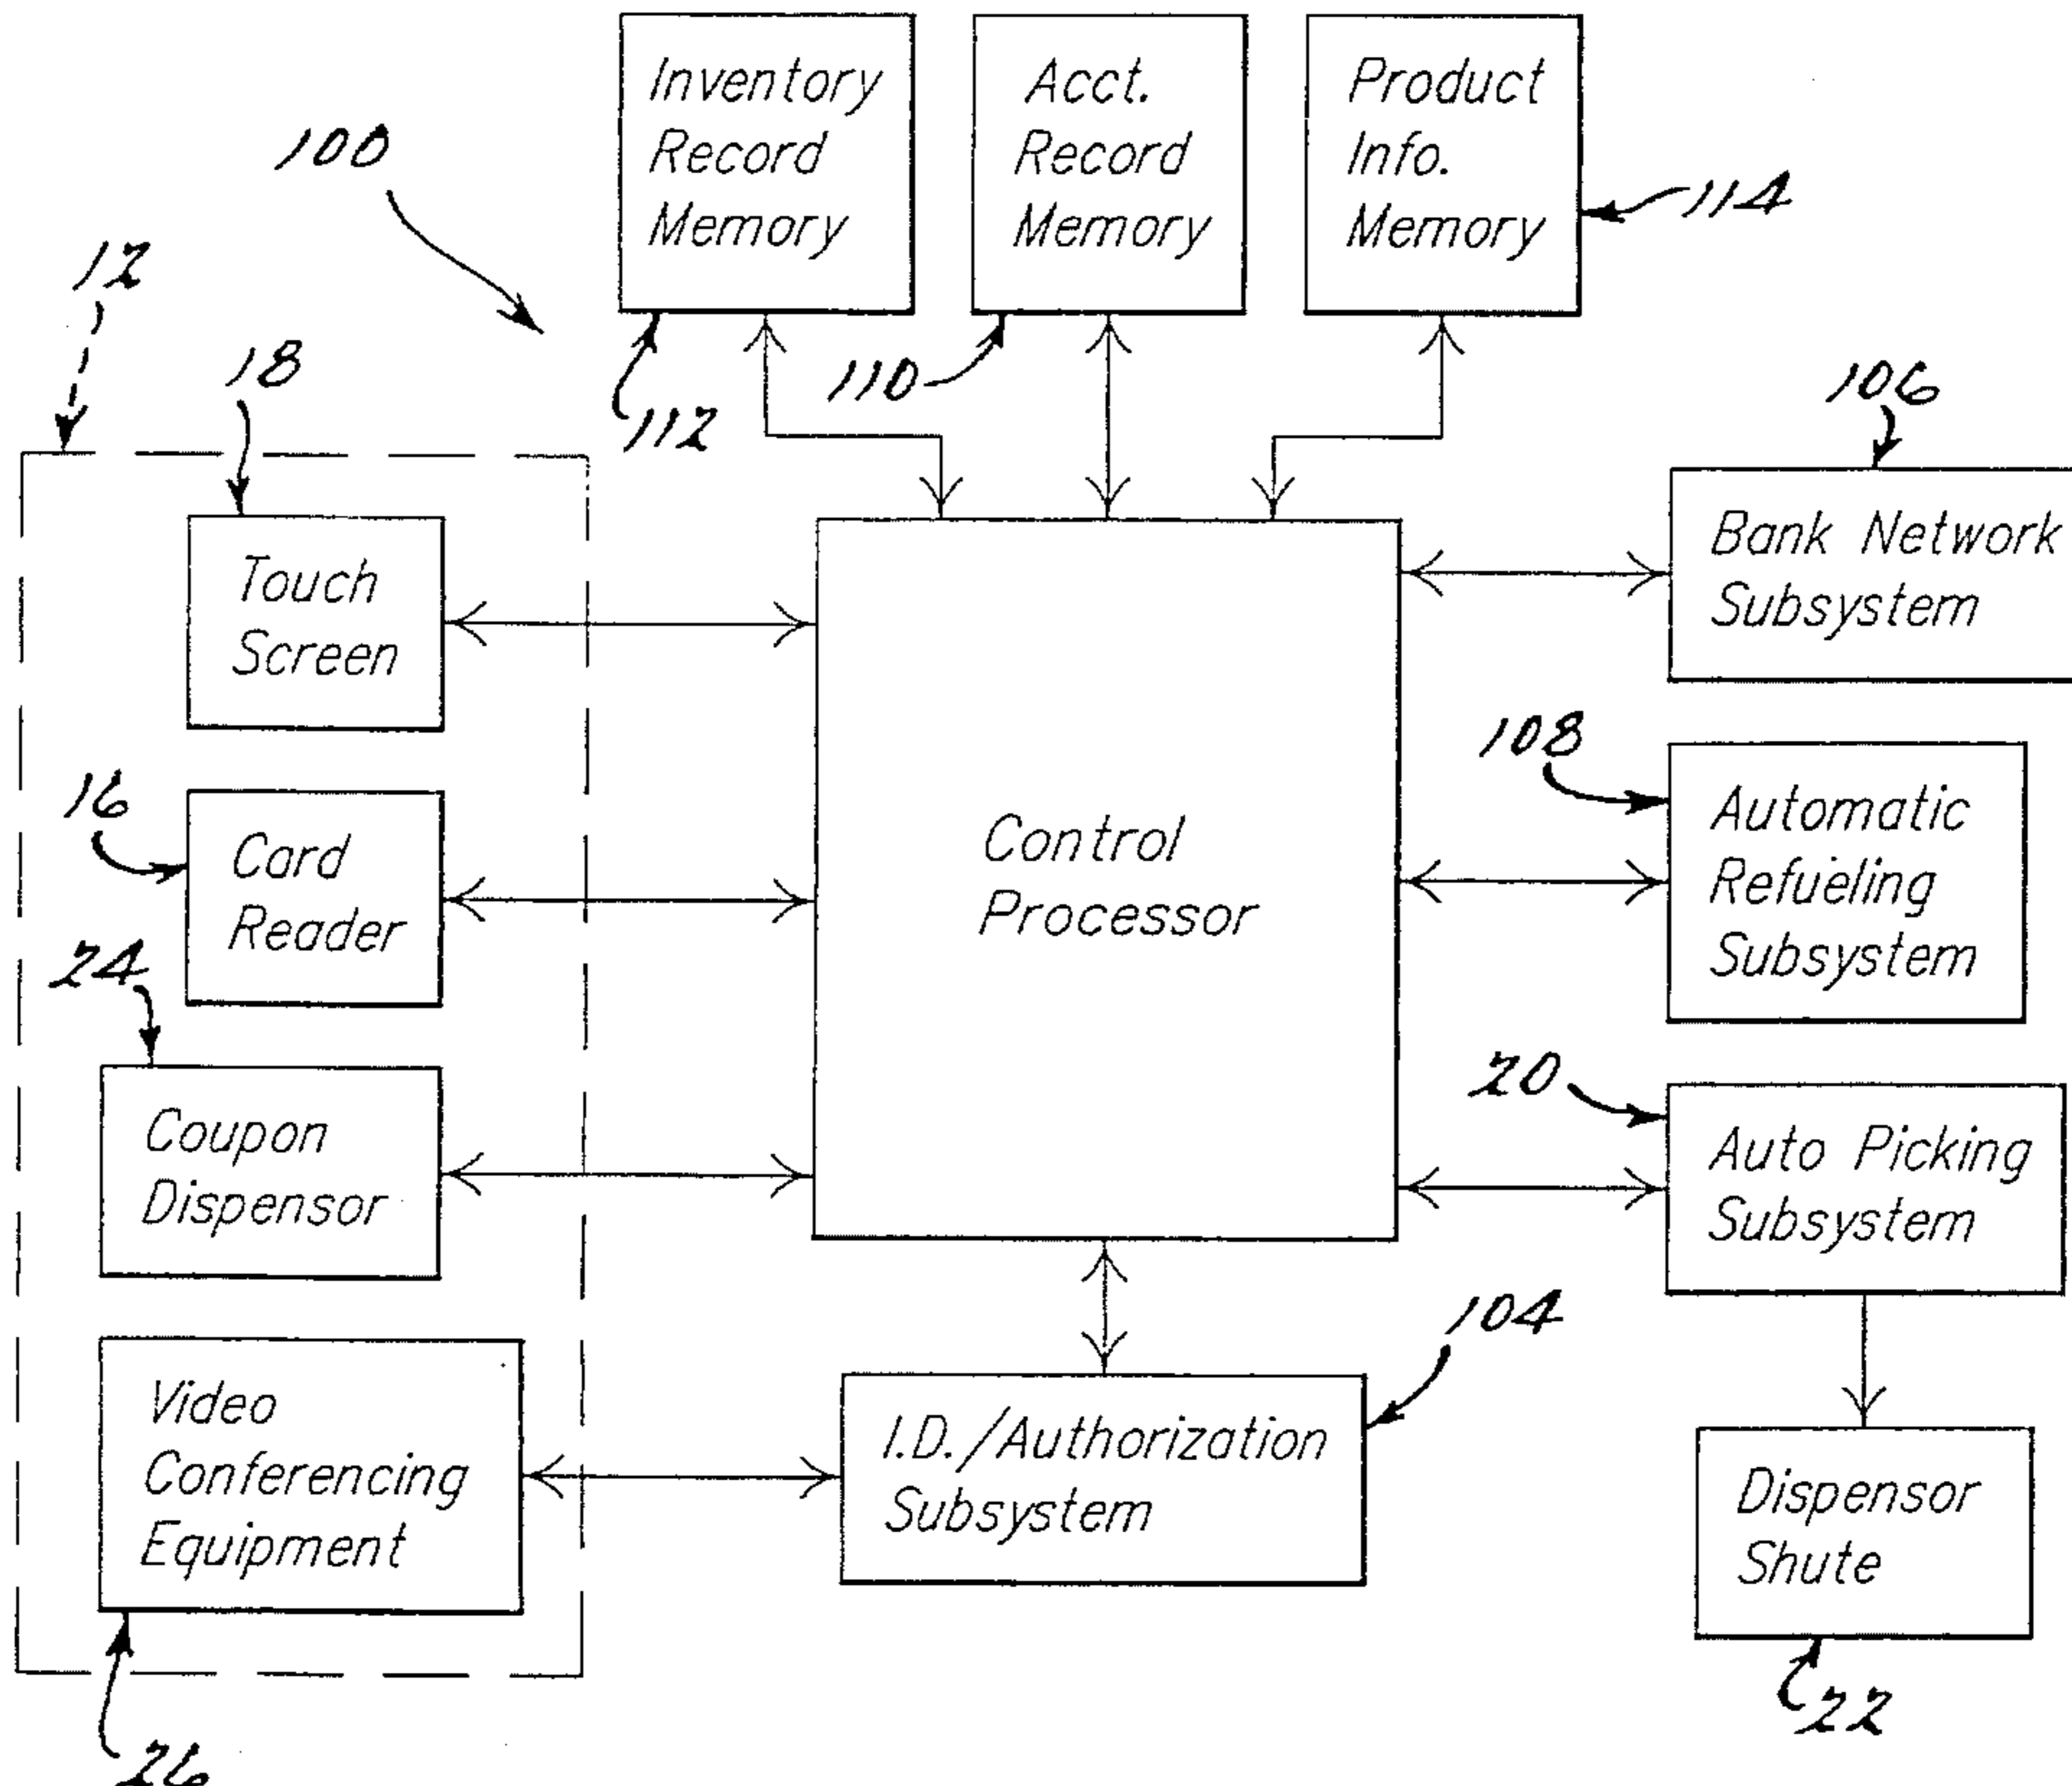 Inventory
Record
Memory
Acct.
Record
Memory
Product
Info.
Memory
100
114
12
18
112
110
106
Touch
Screen
Bank Network
Subsystem
108
Automatic
Refueling
Subsystem
16
Card
Reader
Control
Processor
24
Coupon
Dispensor
20
Auto Picking
Subsystem
104
Video
Conferencing
Equipment
I.D./Authorization
Subsystem
Dispensor
Shute
22
26